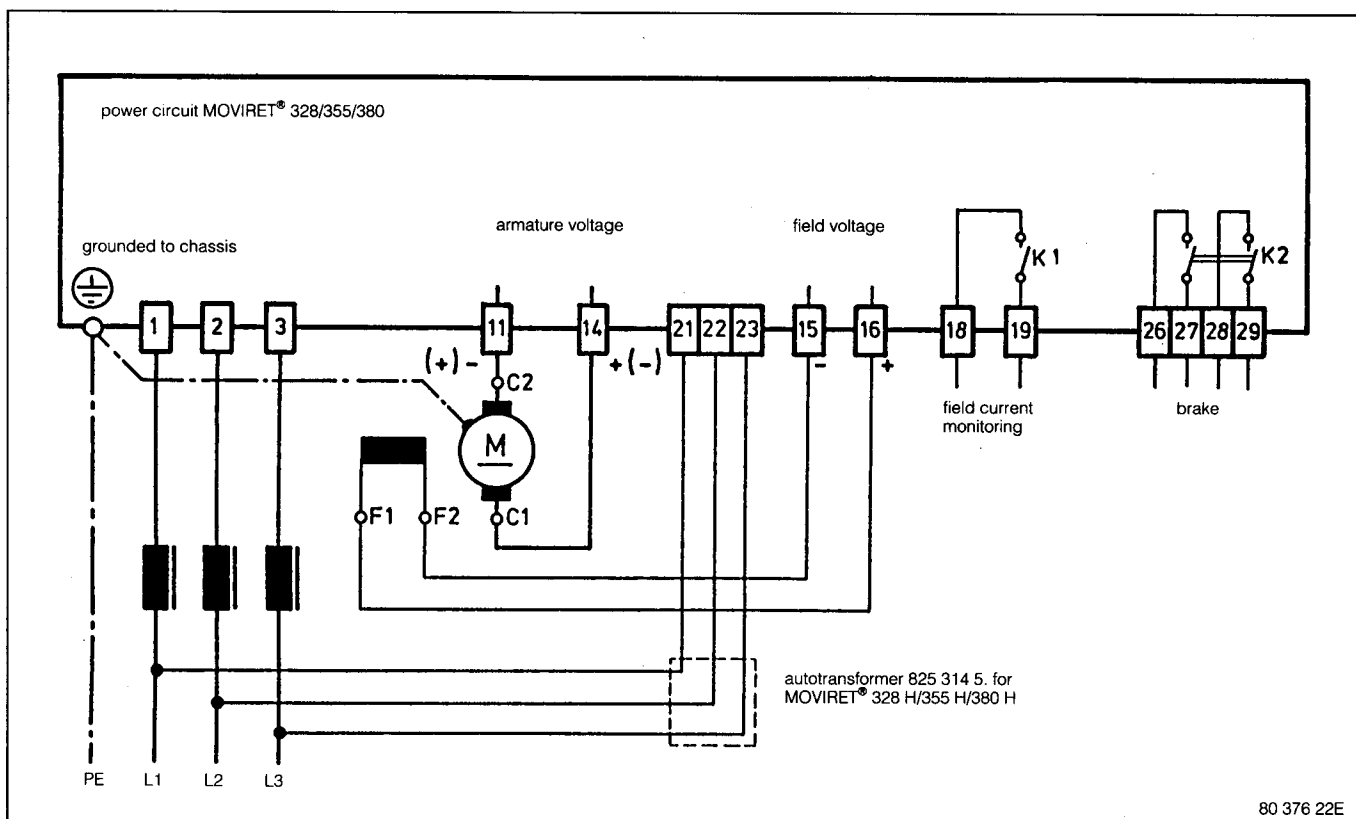 power circuit MOVIRET® 328/355/380
armature voltage
field voltage
grounded to chassis
K1
K2
1
2
3
11
14
21
22
23
15
16
18
19
26
27
28
29
(+) -
+ (-)
-
+
C2
field current
monitoring
brake
M
F1
F2
C1
autotransformer 825 314 5. for
MOVIRET® 328 H/355 H/380 H
PE
L1
L2
L3
80 376 22E